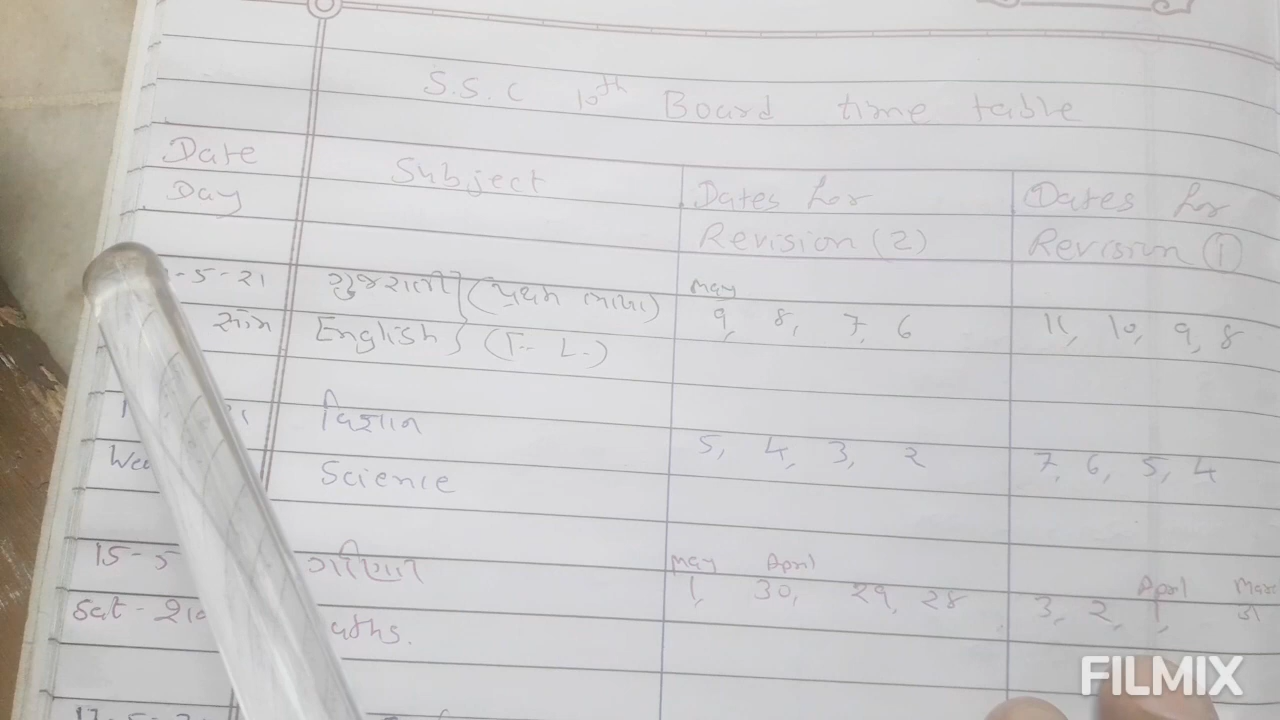 S.S.C 10th Board time table
Date Subject Dates for Dates for
Day Revision (2) Revision (1)
-5-21 ગુજરાતી (પ્રથમ ભાષા) May
સોમ English (F. L.) 9, 8, 7, 6 11, 10, 9, 8
વિજ્ઞાન 5, 4, 3, 2 7, 6, 5, 4
Science
15-5 ગણિત May April April
Sat - 1, 30, 29, 28 3, 2, 1, 31
aths.
FILMIX